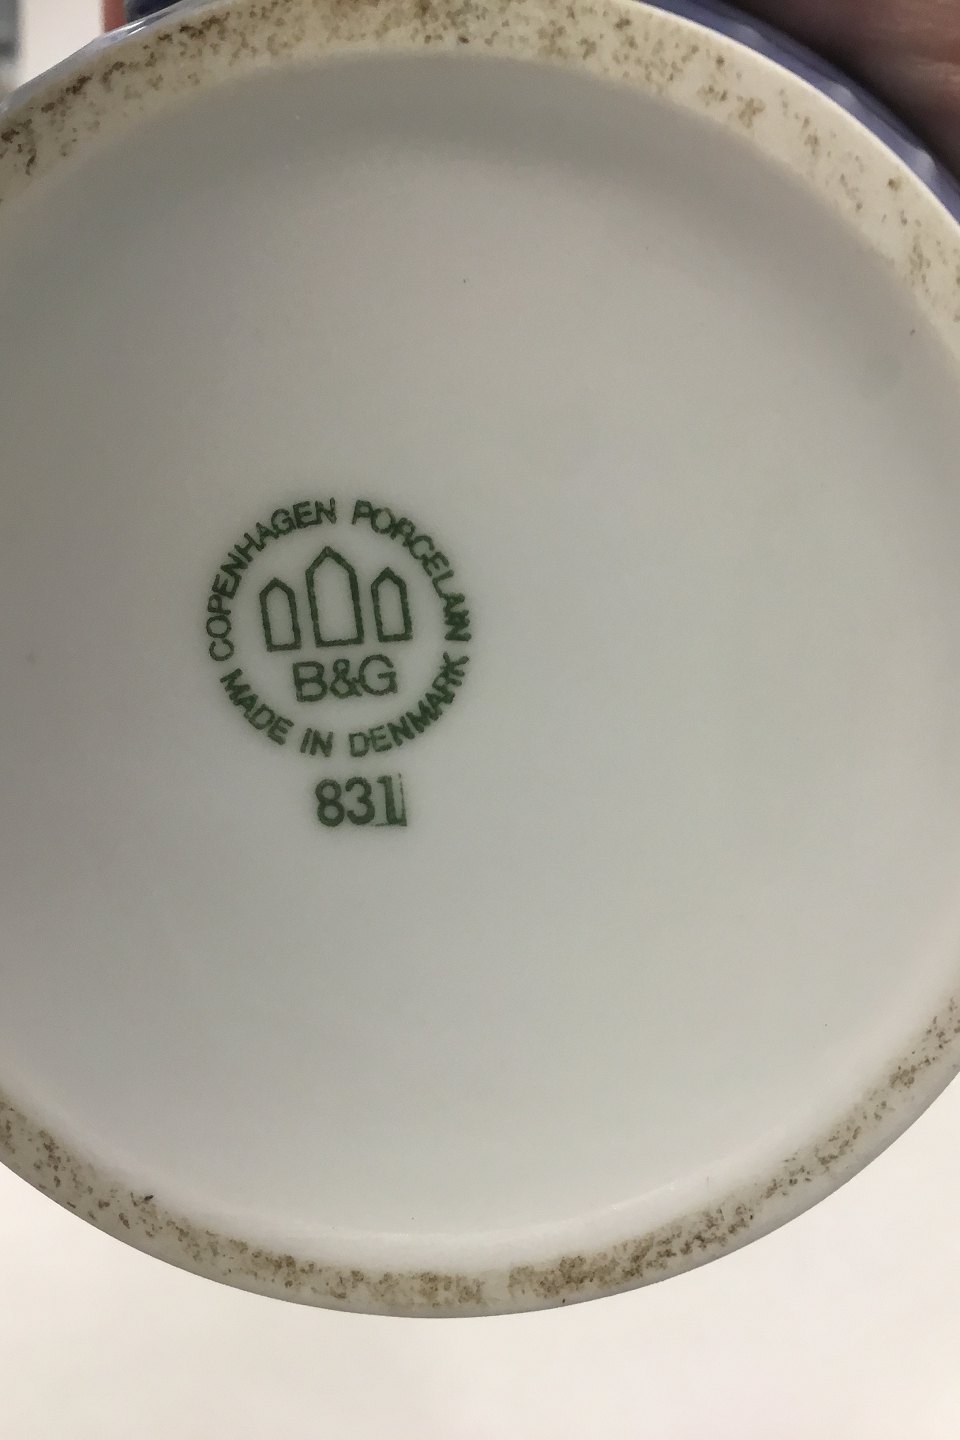 COPENHAGEN PORCELAIN
B&G
MADE IN DENMARK
831